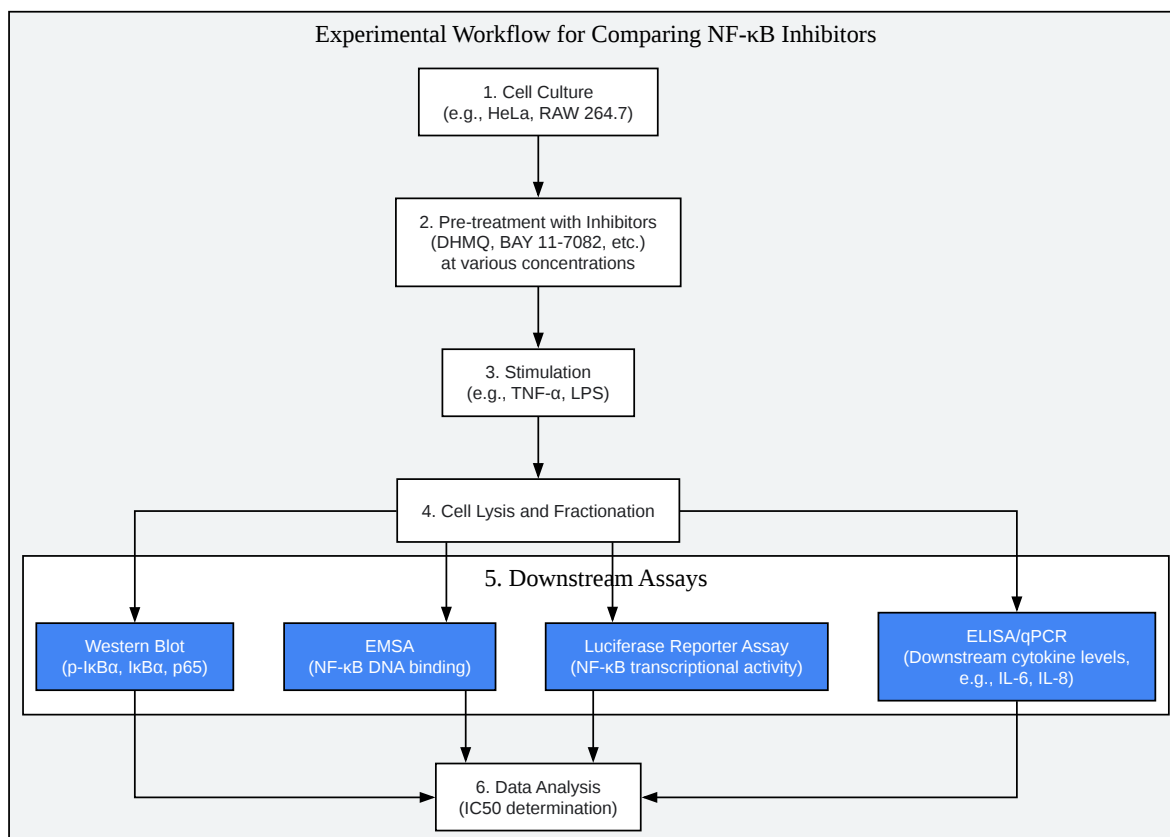 Experimental Workflow for Comparing NF-κB Inhibitors
1. Cell Culture
(e.g., HeLa, RAW 264.7)
2. Pre-treatment with Inhibitors
(DHMQ, BAY 11-7082, etc.)
at various concentrations
3. Stimulation
(e.g., TNF-α, LPS)
4. Cell Lysis and Fractionation
5. Downstream Assays
Western Blot
(p-IκBα, IκBα, p65)
EMSA
(NF-κB DNA binding)
Luciferase Reporter Assay
(NF-κB transcriptional activity)
ELISA/qPCR
(Downstream cytokine levels,
e.g., IL-6, IL-8)
6. Data Analysis
(IC50 determination)